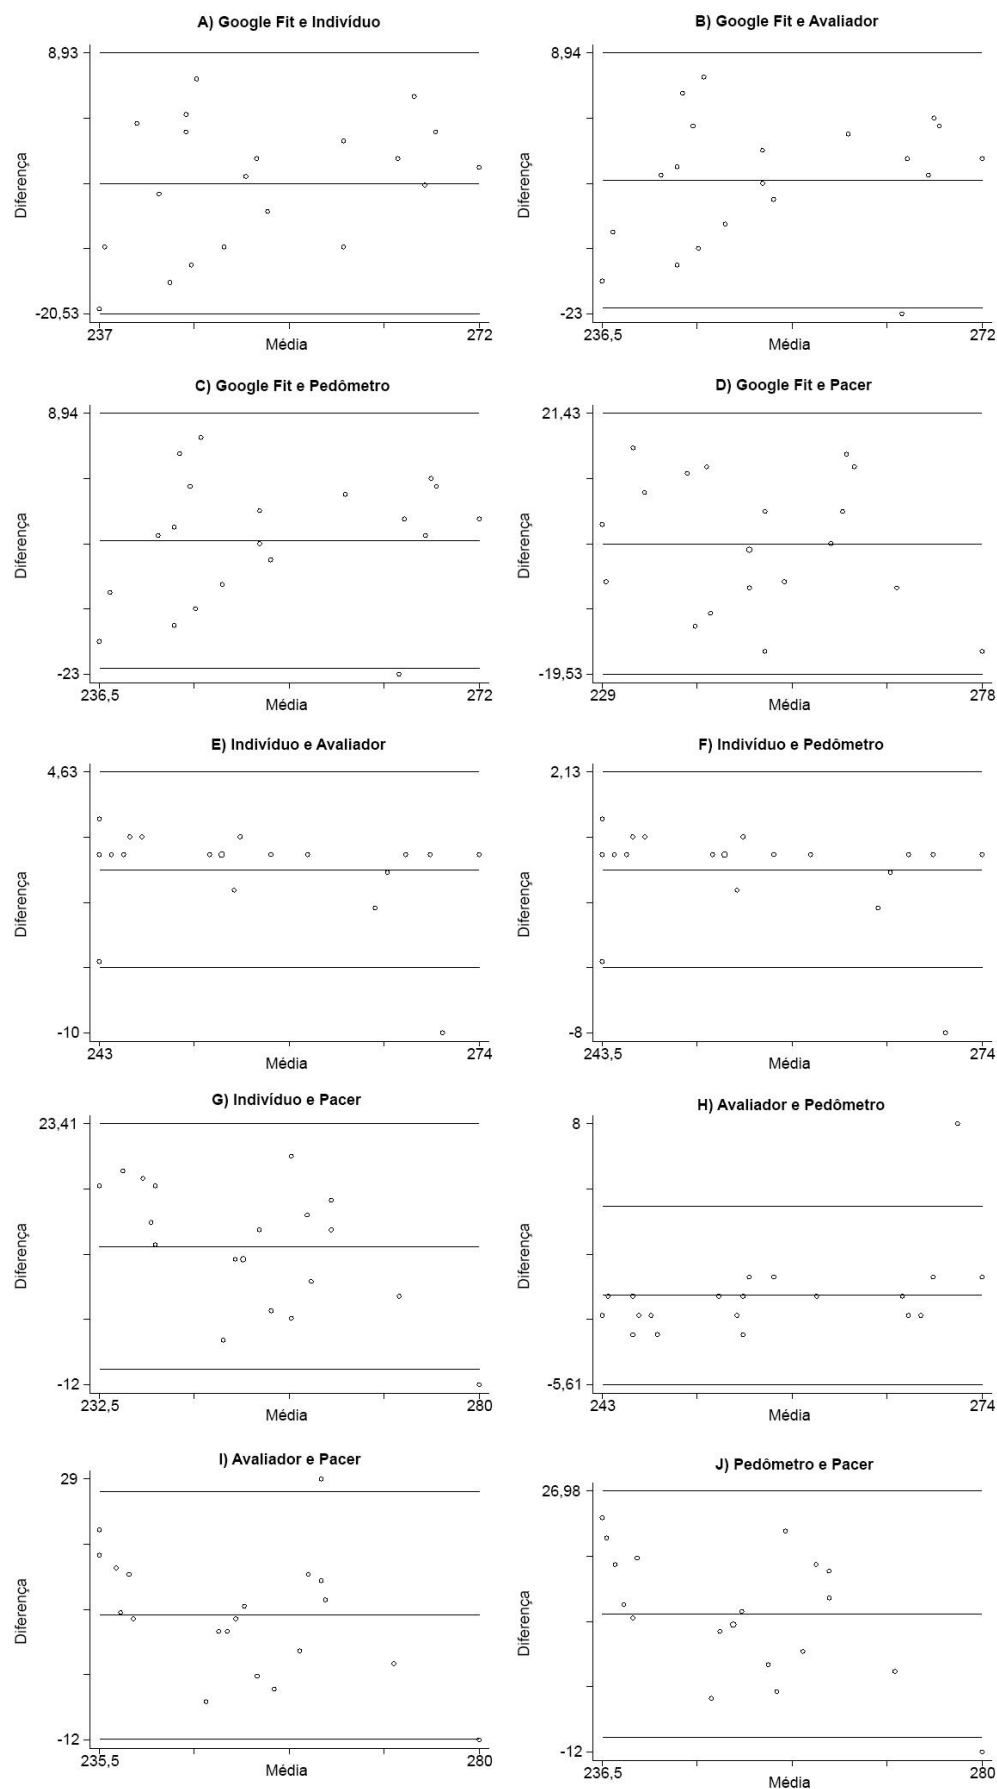 A) Google Fit e Indivíduo
8,93
Diferença
-20,53
237
272
Média
B) Google Fit e Avaliador
8,94
Diferença
-23
236,5
272
Média
C) Google Fit e Pedômetro
8,94
Diferença
-23
236,5
272
Média
D) Google Fit e Pacer
21,43
Diferença
-19,53
229
278
Média
E) Indivíduo e Avaliador
4,63
Diferença
-10
243
274
Média
F) Indivíduo e Pedômetro
2,13
Diferença
-8
243,5
274
Média
G) Indivíduo e Pacer
23,41
Diferença
-12
232,5
280
Média
H) Avaliador e Pedômetro
8
Diferença
-5,61
243
274
Média
I) Avaliador e Pacer
29
Diferença
-12
235,5
280
Média
J) Pedômetro e Pacer
26,98
Diferença
-12
236,5
280
Média